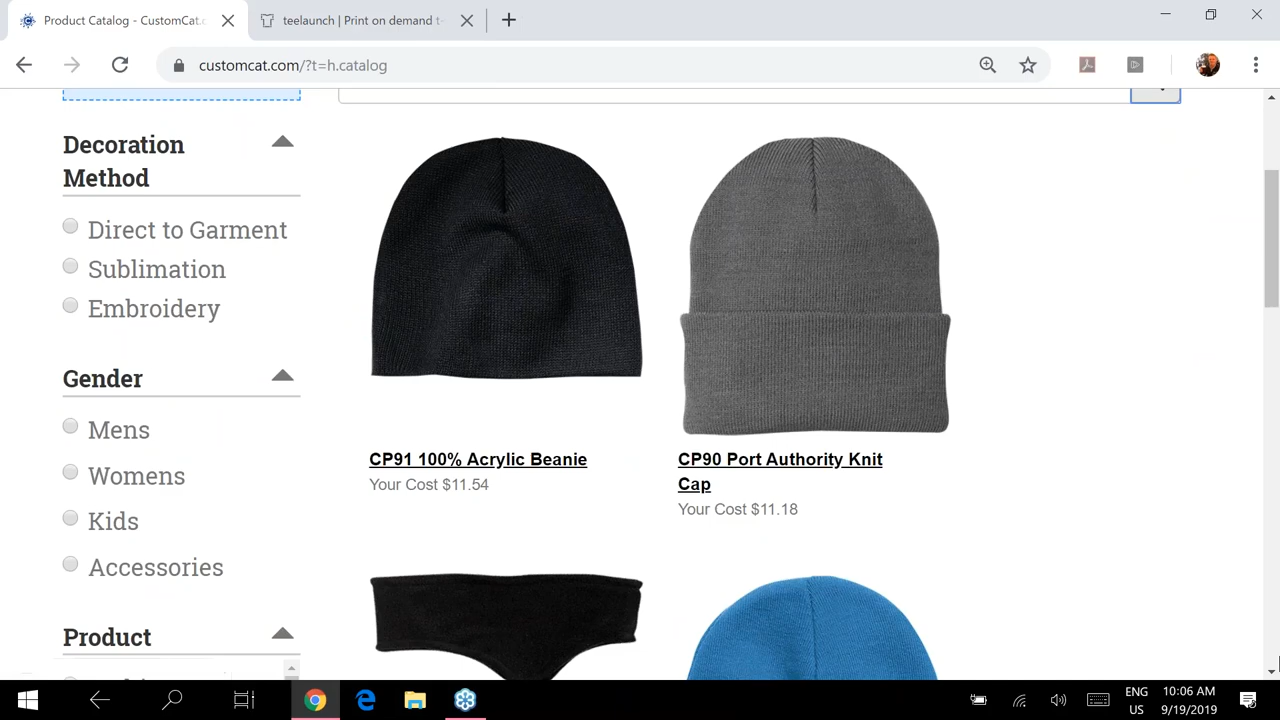 Product Catalog - CustomCat.c
teelaunch | Print on demand t-
customcat.com/?t=h.catalog
Decoration
Method
Direct to Garment
Sublimation
Embroidery
Gender
Mens
Womens
Kids
Accessories
Product
CP91 100% Acrylic Beanie
Your Cost $11.54
CP90 Port Authority Knit
Cap
Your Cost $11.18
ENG
US
10:06 AM
9/19/2019